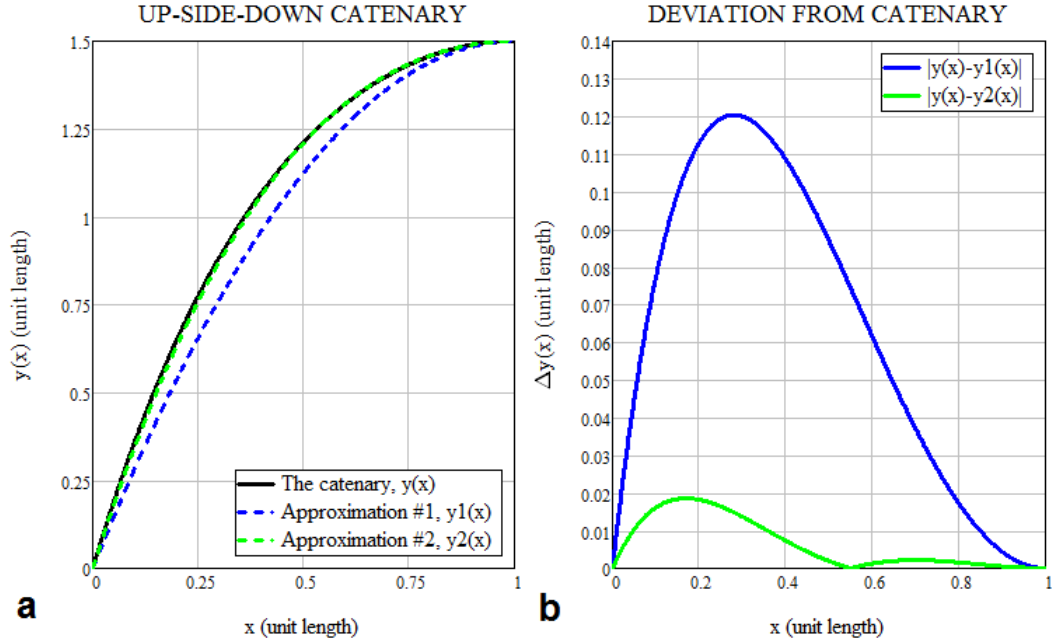 UP-SIDE-DOWN CATENARY
1.5
1.25
1
0.75
0.5
0.25
0
y(x) (unit length)
The catenary, y(x)
Approximation #1, y1(x)
Approximation #2, y2(x)
0
0.25
0.5
0.75
1
x (unit length)
a
DEVIATION FROM CATENARY
0.14
0.13
0.12
0.11
0.1
0.09
0.08
0.07
0.06
0.05
0.04
0.03
0.02
0.01
0
Δy(x) (unit length)
|y(x)-y1(x)|
|y(x)-y2(x)|
0
0.2
0.4
0.6
0.8
1
x (unit length)
b